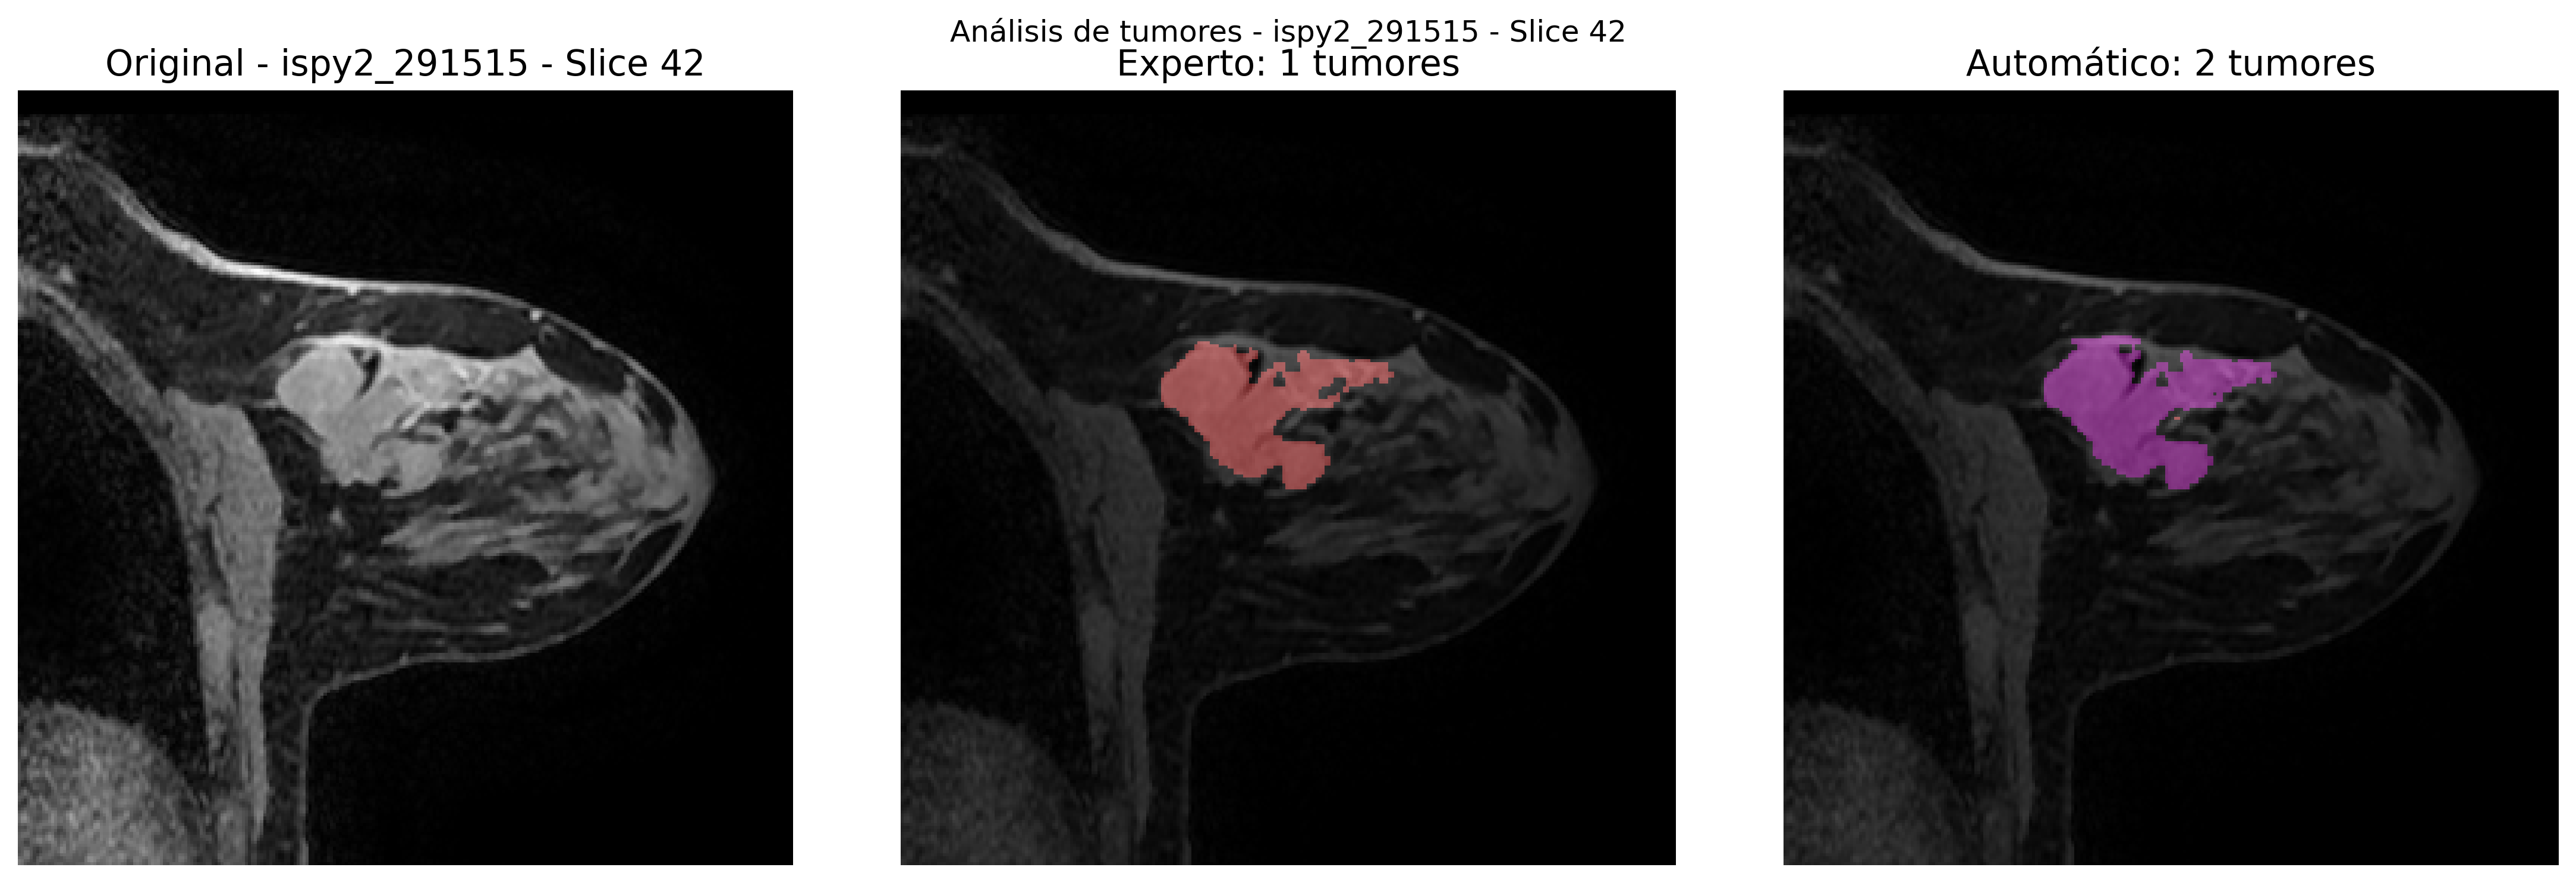 Análisis de tumores - ispy2_291515 - Slice 42
Original - ispy2_291515 - Slice 42
Experto: 1 tumores
Automático: 2 tumores